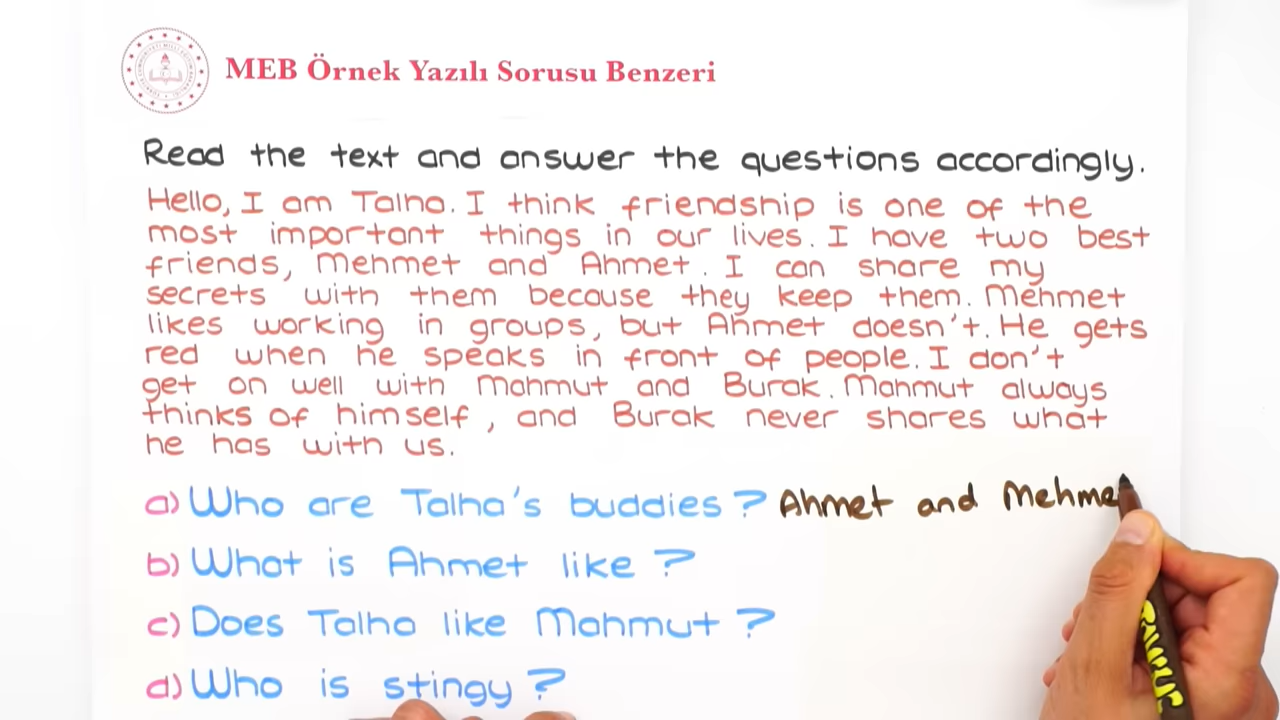 MEB Örnek Yazılı Sorusu Benzeri
Read the text and answer the questions accordingly.
Hello, I am Talha. I think friendship is one of the
most important things in our lives. I have two best
friends, Mehmet and Ahmet. I can share my
secrets with them because they keep them. Mehmet
likes working in groups, but Ahmet doesn't. He gets
red when he speaks in front of people. I don't
get on well with Mahmut and Burak. Mahmut always
thinks of himself, and Burak never shares what
he has with us.
a) Who are Talha's buddies? Ahmet and Mehme
b) What is Ahmet like?
c) Does Talha like Mahmut?
d) Who is stingy?